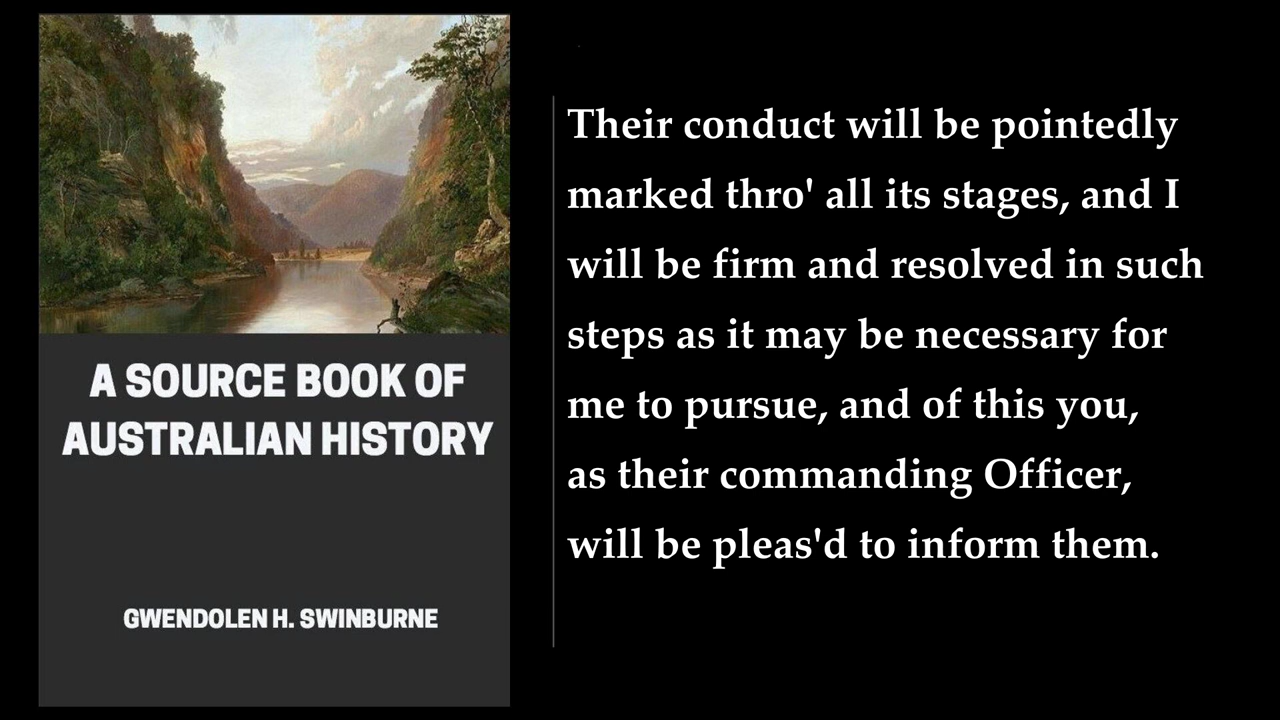 A SOURCE BOOK OF
AUSTRALIAN HISTORY
GWENDOLEN H. SWINBURNE
Their conduct will be pointedly
marked thro' all its stages, and I
will be firm and resolved in such
steps as it may be necessary for
me to pursue, and of this you,
as their commanding Officer,
will be pleas'd to inform them.